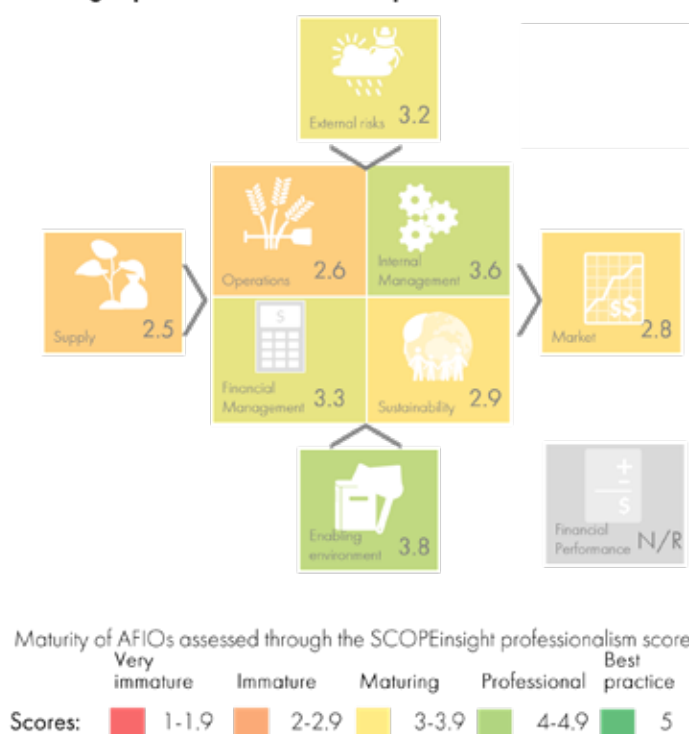 External risks 3.2
Operations 2.6
Internal
Management 3.6
Supply 2.5
$
$$
Market 2.8
Financial
Management 3.3
Sustainability 2.9
Enabling
environment 3.8
+
−
$
Financial
Performance N/R
Maturity of AFIOs assessed through the SCOPEinsight professionalism score
Very
immature
Immature
Maturing
Professional
Best
practice
Scores: 1-1.9 2-2.9 3-3.9 4-4.9 5